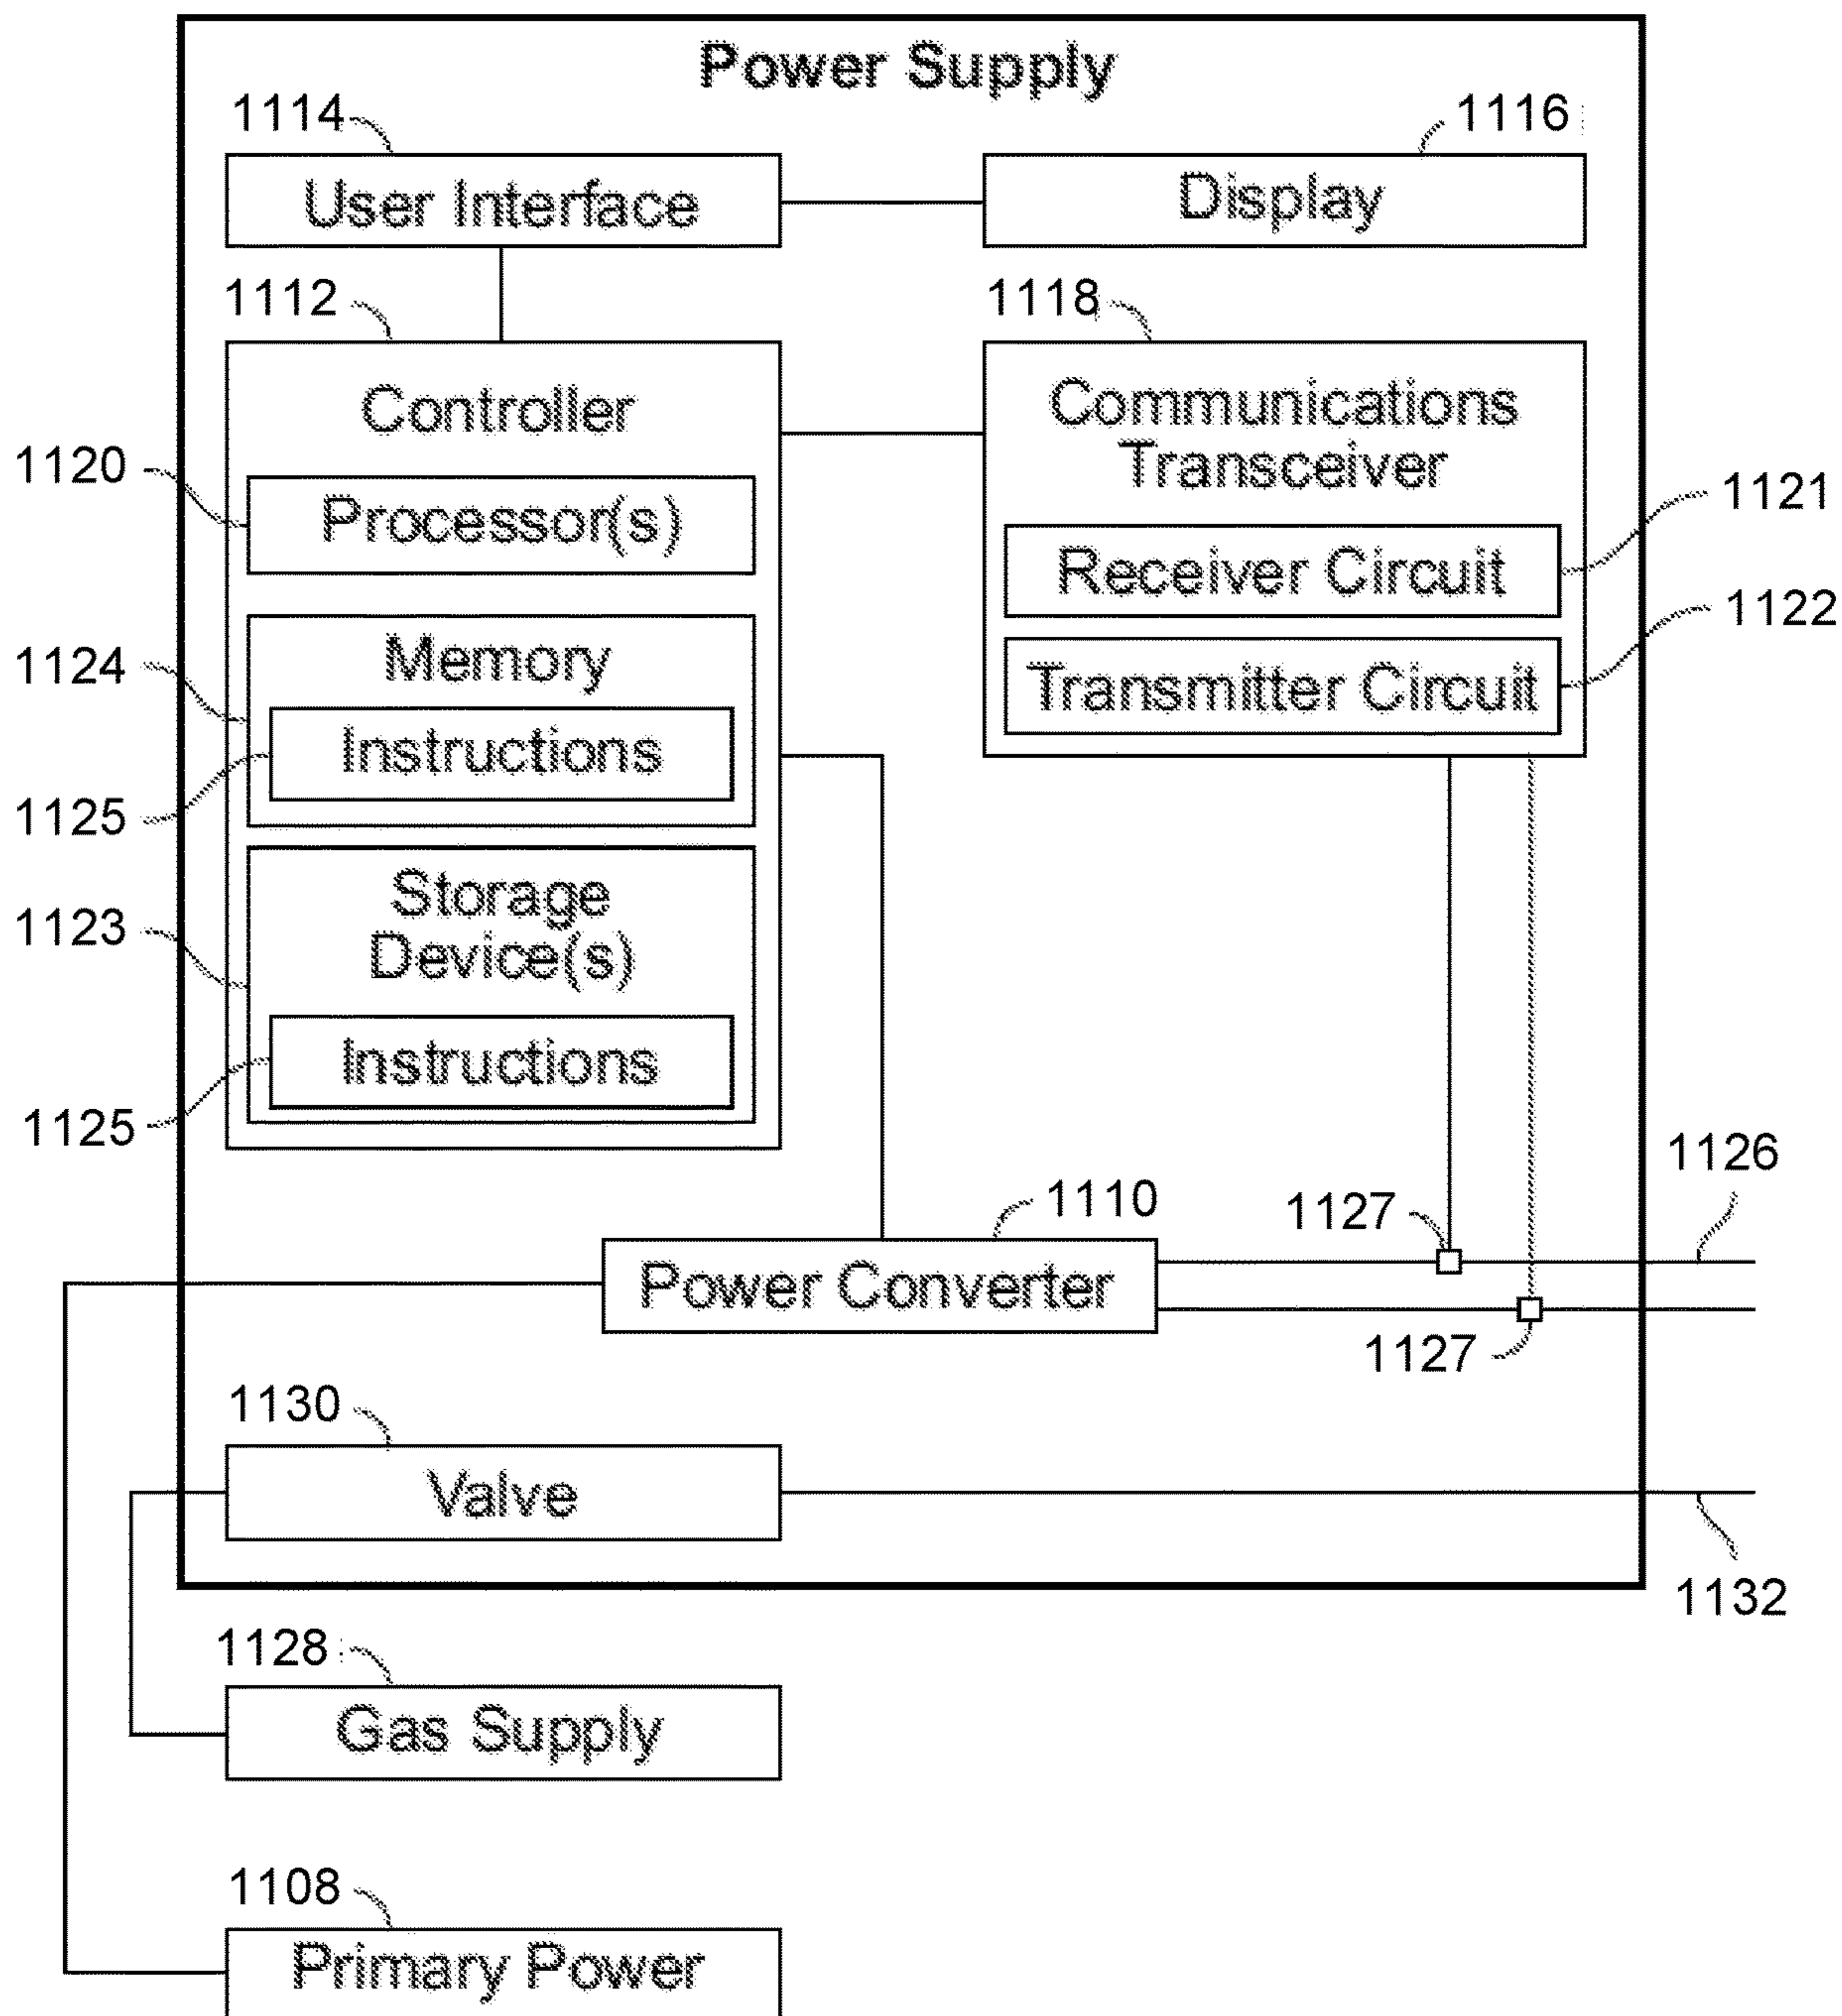 Power Supply
1114
1116
User Interface
Display
1112
1118
Controller
Communications
Transceiver
1120
Processor(s)
1121
Receiver Circuit
1122
1124
Memory
Transmitter Circuit
Instructions
1125
Storage
Device(s)
1123
Instructions
1125
1126
1110
1127
Power Converter
1127
1130
Valve
1132
1128
Gas Supply
1108
Primary Power